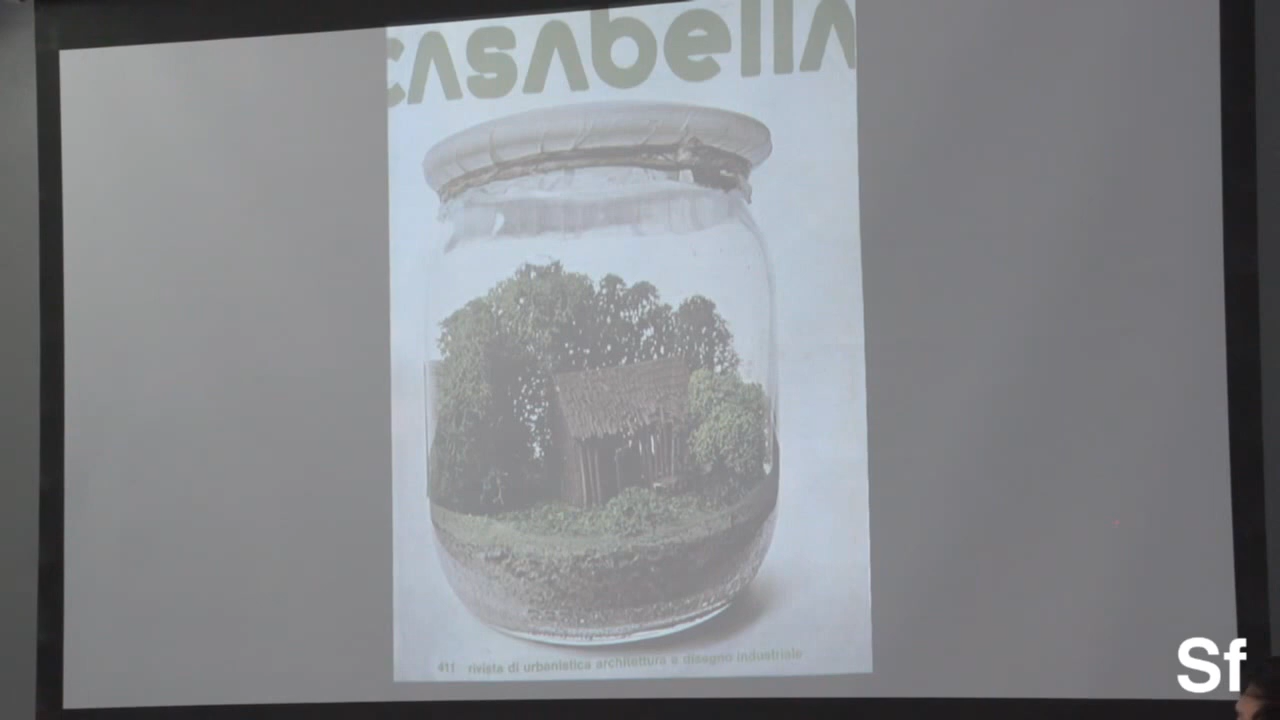 casabella
411 rivista di urbanistica architettura e disegno industriale
Sf